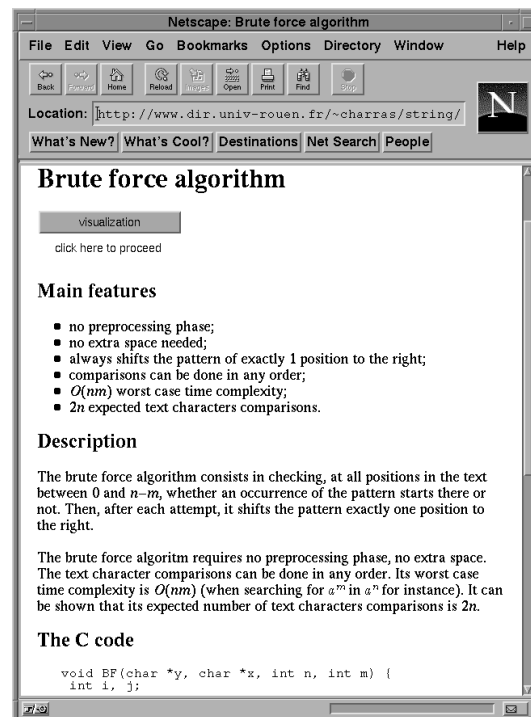 Netscape: Brute force algorithm
File Edit View Go Bookmarks Options Directory Window Help
Back Forward Home Reload Images Open Print Find Stop
Location: http://www.dir.univ-rouen.fr/~charras/string/
N
What's New? What's Cool? Destinations Net Search People
Brute force algorithm
visualization
click here to proceed
Main features
no preprocessing phase;
no extra space needed;
always shifts the pattern of exactly 1 position to the right;
comparisons can be done in any order;
O(nm) worst case time complexity;
2n expected text characters comparisons.
Description
The brute force algorithm consists in checking, at all positions in the text
between 0 and n–m, whether an occurrence of the pattern starts there or
not. Then, after each attempt, it shifts the pattern exactly one position to
the right.
The brute force algoritm requires no preprocessing phase, no extra space.
The text character comparisons can be done in any order. Its worst case
time complexity is O(nm) (when searching for a^m in a^n for instance). It can
be shown that its expected number of text characters comparisons is 2n.
The C code
void BF(char *y, char *x, int n, int m) {
int i, j;